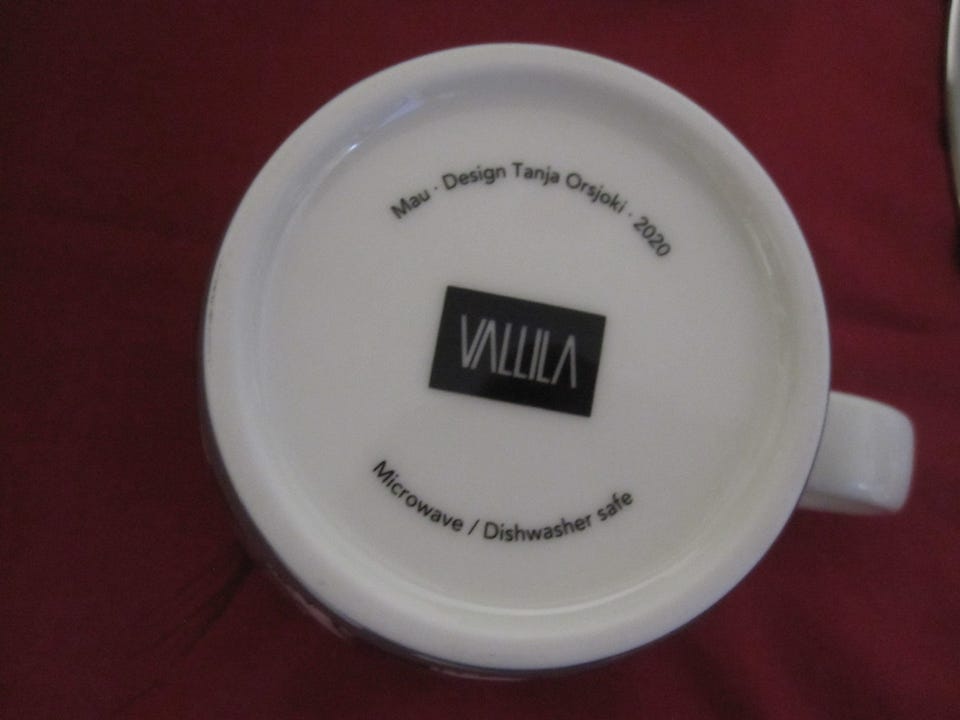 Mau · Design Tanja Orsjoki · 2020
VALLILA
Microwave / Dishwasher safe